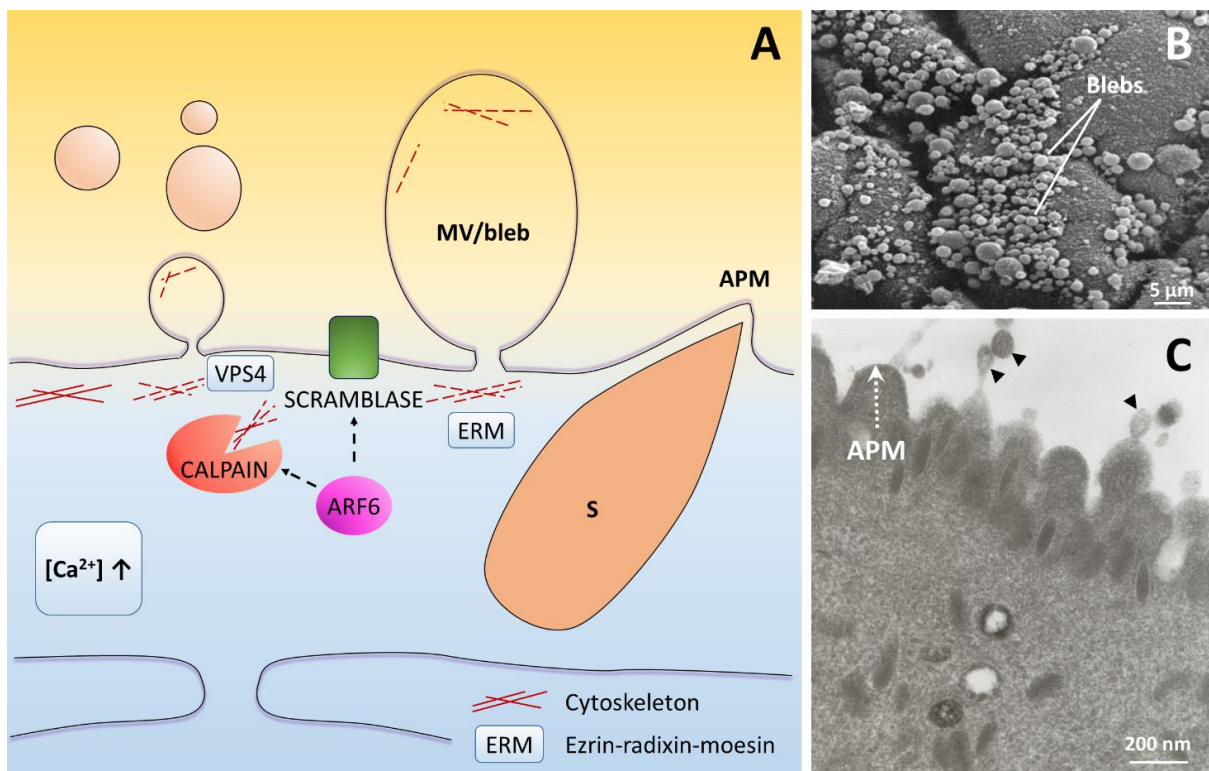 A
MV/bleb
APM
VPS4
SCRAMBLASE
ERM
CALPAIN
ARF6
S
[Ca²⁺] ↑
Cytoskeleton
ERM Ezrin-radixin-moesin
B
Blebs
5 μm
C
APM
200 nm